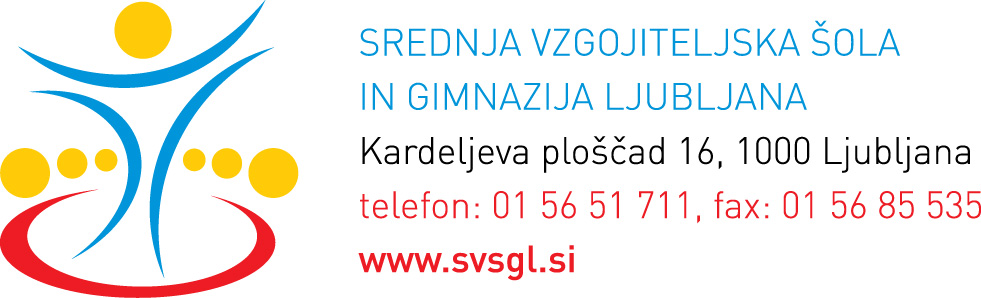 SREDNJA VZGOJITELJSKA ŠOLA
IN GIMNAZIJA LJUBLJANA
Kardeljeva ploščad 16, 1000 Ljubljana
telefon: 01 56 51 711, fax: 01 56 85 535
www.svsgl.si